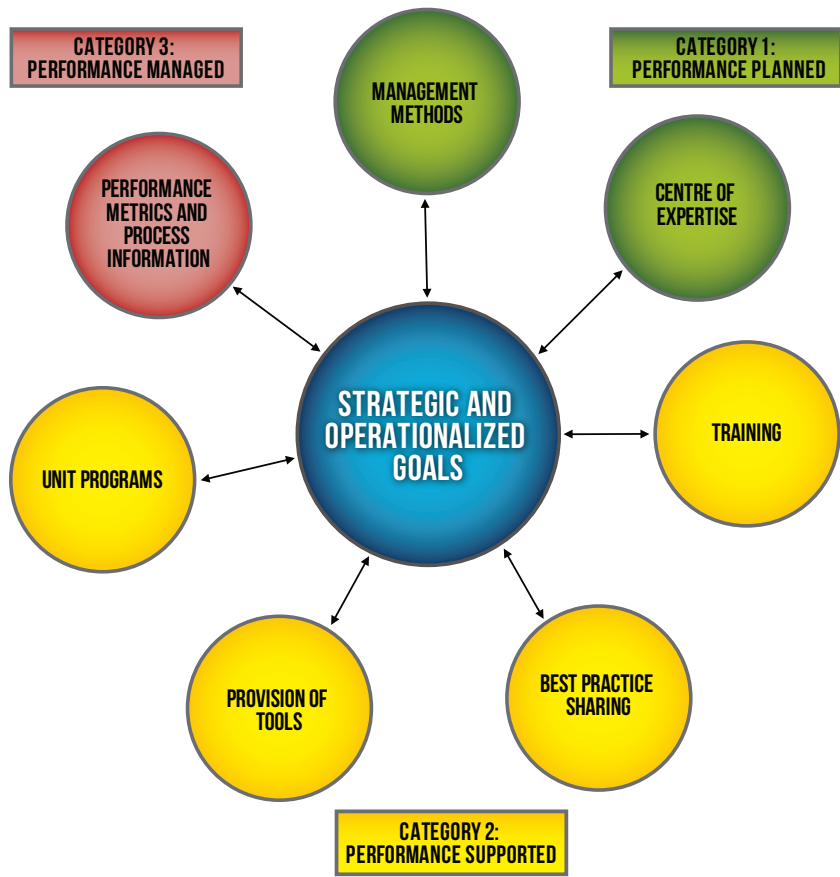 CATEGORY 3:
PERFORMANCE MANAGED
MANAGEMENT
METHODS
CATEGORY 1:
PERFORMANCE PLANNED
PERFORMANCE
METRICS AND
PROCESS
INFORMATION
CENTRE OF
EXPERTISE
STRATEGIC AND
OPERATIONALIZED
GOALS
TRAINING
UNIT PROGRAMS
PROVISION OF
TOOLS
BEST PRACTICE
SHARING
CATEGORY 2:
PERFORMANCE SUPPORTED